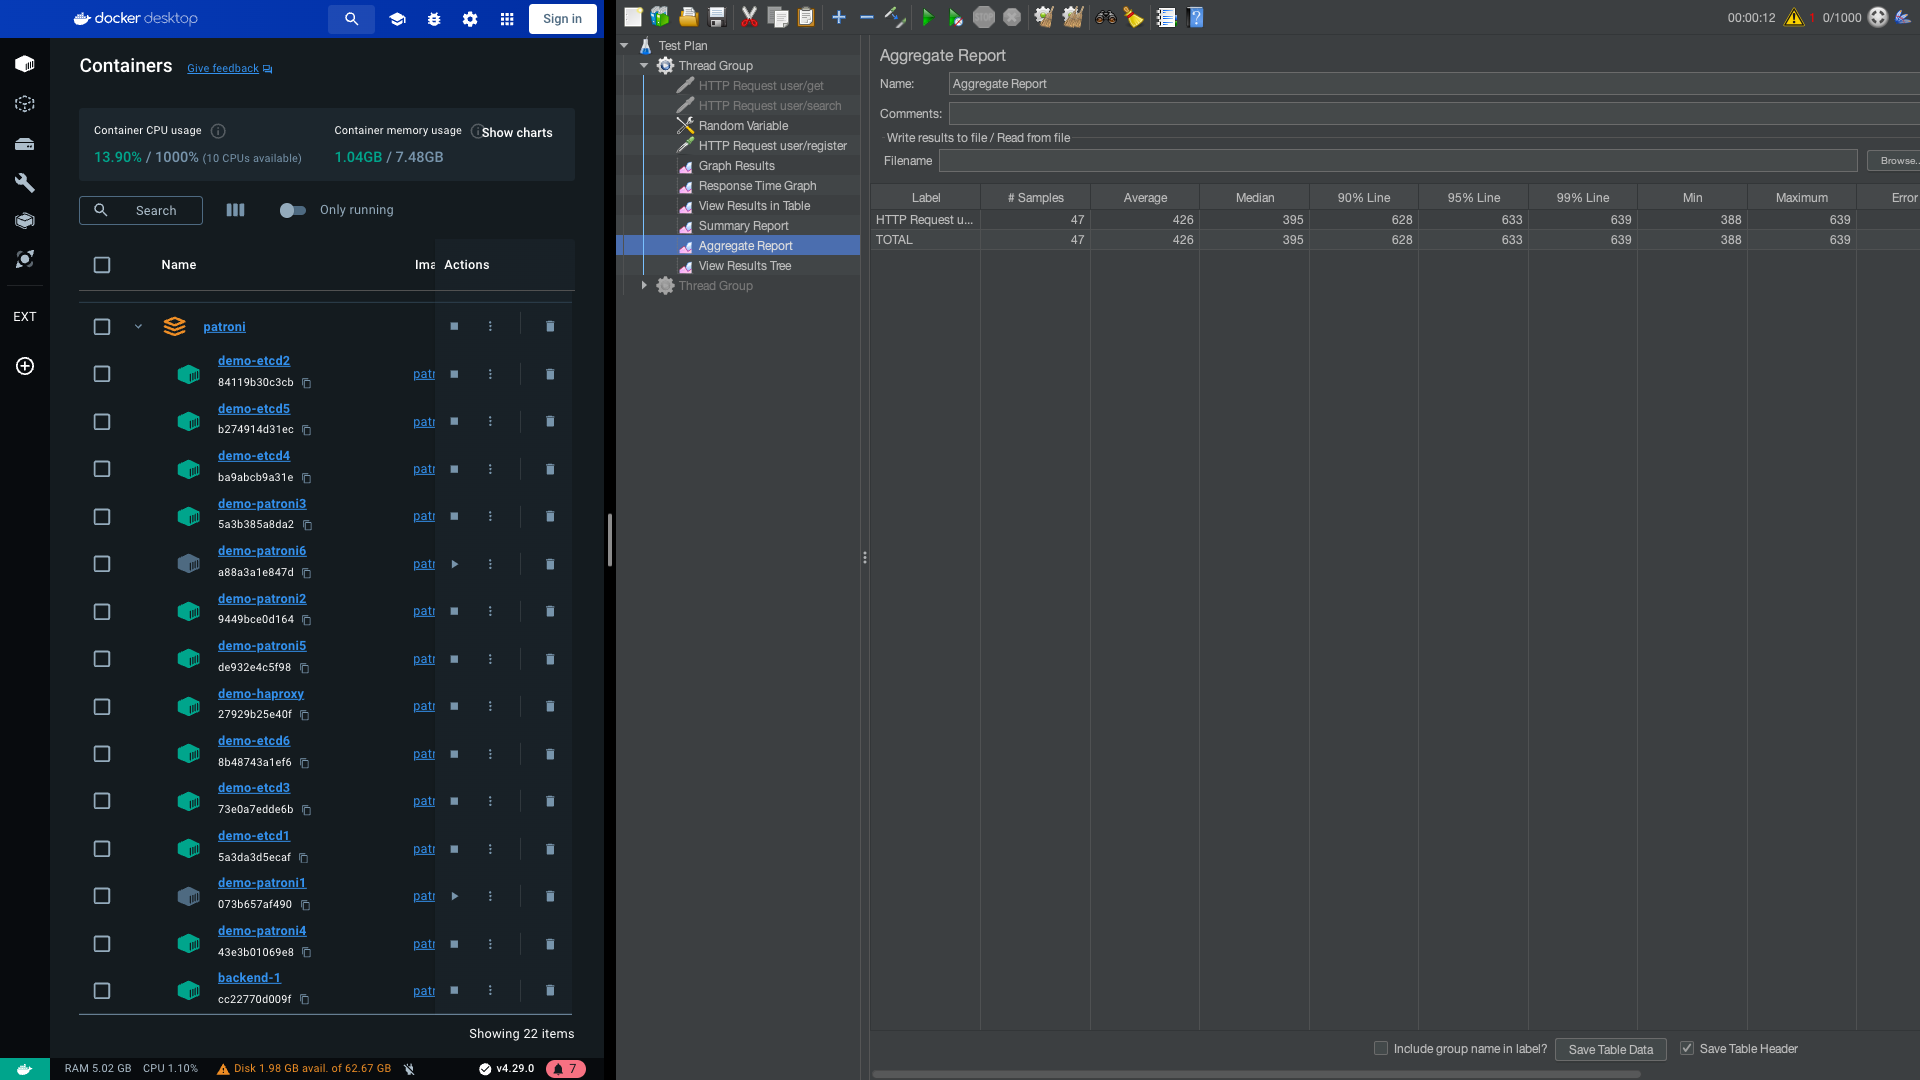 docker desktop
Sign in
Containers
Give feedback
Container CPU usage
13.90% / 1000% (10 CPUs available)
Container memory usage
1.04GB / 7.48GB
Show charts
Search
Only running
Name
Ima
Actions
EXT
patroni
demo-etcd2
84119b30c3cb
patr
demo-etcd5
b274914d31ec
patr
demo-etcd4
ba9abcb9a31e
patr
demo-patroni3
5a3b385a8da2
patr
demo-patroni6
a88a3a1e847d
patr
demo-patroni2
9449bce0d164
patr
demo-patroni5
de932e4c5f98
patr
demo-haproxy
27929b25e40f
patr
demo-etcd6
8b48743a1ef6
patr
demo-etcd3
73e0a7edde6b
patr
demo-etcd1
5a3da3d5ecaf
patr
demo-patroni1
073b657af490
patr
demo-patroni4
43e3b01069e8
patr
backend-1
cc22770d009f
patr
Showing 22 items
RAM 5.02 GB CPU 1.10% Disk 1.98 GB avail. of 62.67 GB v4.29.0 7
STOP
00:00:12 1 0/1000
Test Plan
Thread Group
HTTP Request user/get
HTTP Request user/search
Random Variable
HTTP Request user/register
Graph Results
Response Time Graph
View Results in Table
Summary Report
Aggregate Report
View Results Tree
Thread Group
Aggregate Report
Name: Aggregate Report
Comments:
Write results to file / Read from file
Filename
Browse..
Label # Samples Average Median 90% Line 95% Line 99% Line Min Maximum Error
HTTP Request u... 47 426 395 628 633 639 388 639
TOTAL 47 426 395 628 633 639 388 639
Include group name in label? Save Table Data Save Table Header